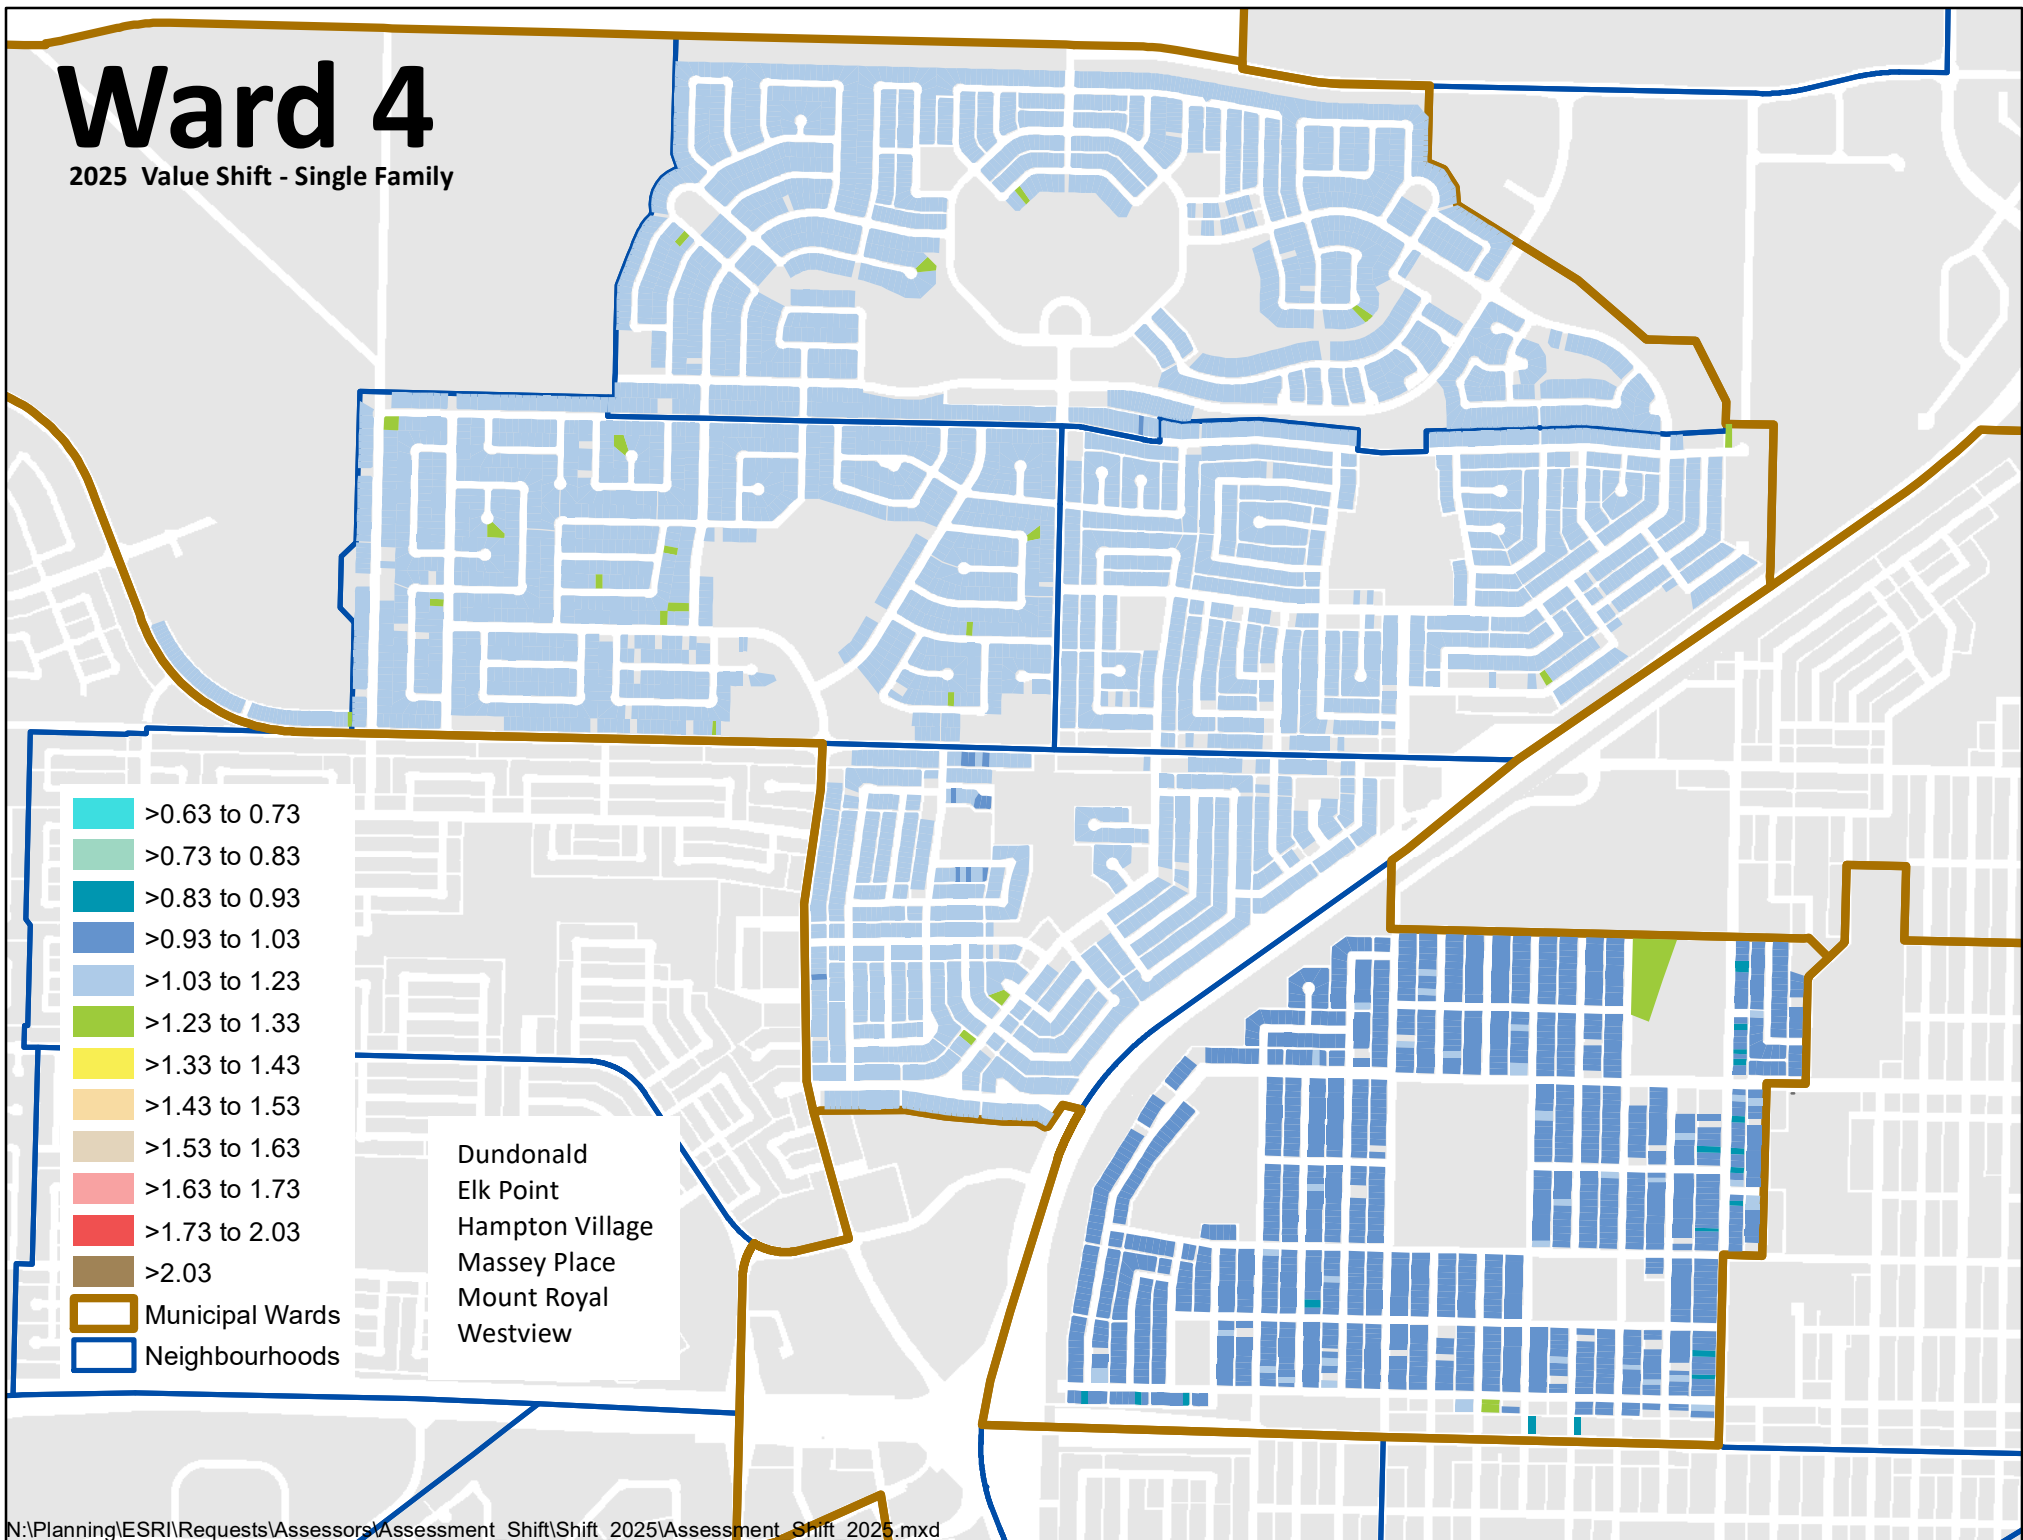 Ward 4
2025 Value Shift - Single Family
>0.63 to 0.73
>0.73 to 0.83
>0.83 to 0.93
>0.93 to 1.03
>1.03 to 1.23
>1.23 to 1.33
>1.33 to 1.43
>1.43 to 1.53
>1.53 to 1.63
>1.63 to 1.73
>1.73 to 2.03
>2.03
Municipal Wards
Neighbourhoods
Dundonald
Elk Point
Hampton Village
Massey Place
Mount Royal
Westview
N:\Planning\ESRI\Requests\Assessors\Assessment_Shift\Shift_2025\Assessment_Shift_2025.mxd